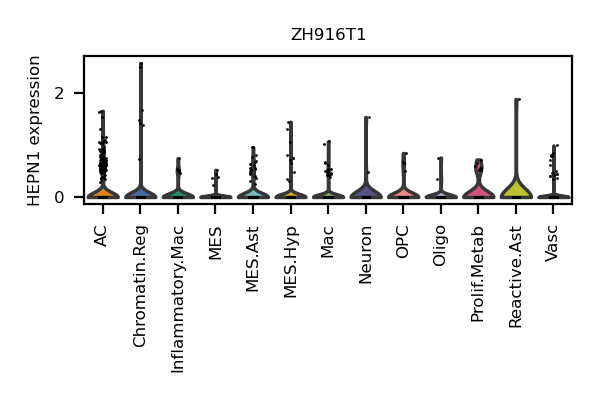 ZH916T1
HEPN1 expression
2
0
AC
Chromatin.Reg
Inflammatory.Mac
MES
MES.Ast
MES.Hyp
Mac
Neuron
OPC
Oligo
Prolif.Metab
Reactive.Ast
Vasc